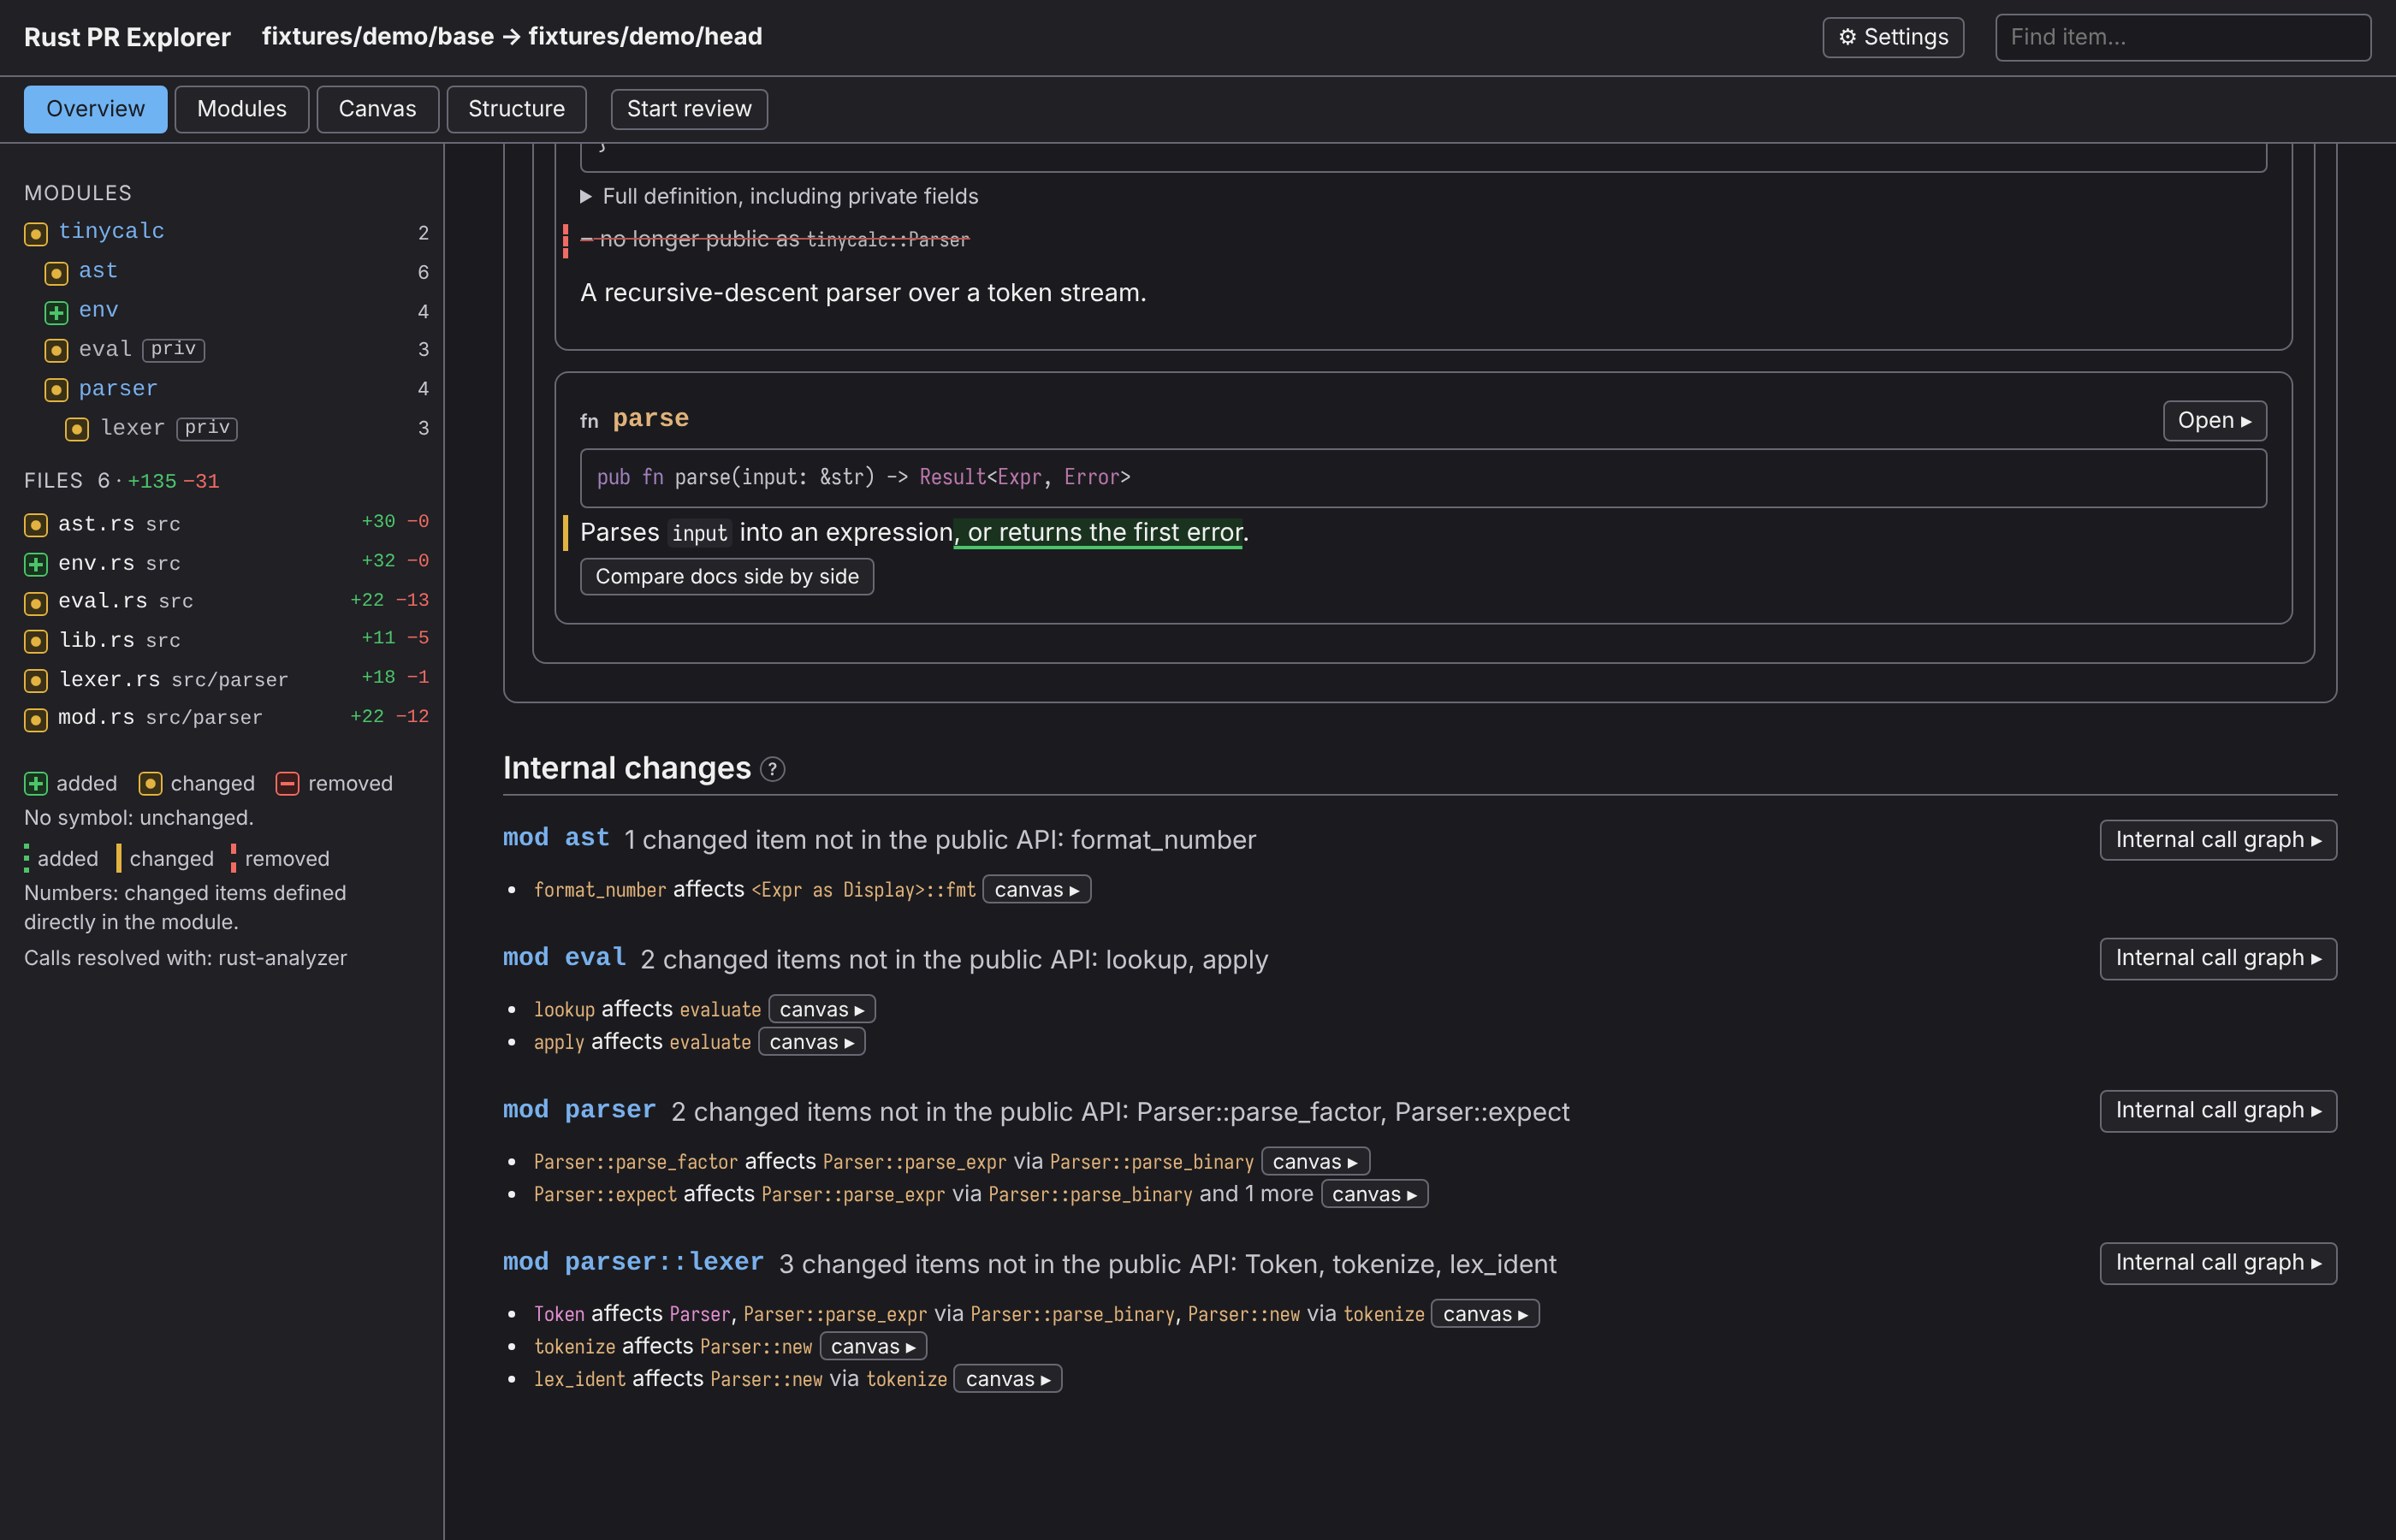 Rust PR Explorer fixtures/demo/base → fixtures/demo/head ⚙ Settings Find item...
Overview Modules Canvas Structure Start review
MODULES
tinycalc 2
ast 6
env 4
eval priv 3
parser 4
lexer priv 3
FILES 6 · +135 −31
ast.rs src +30 −0
env.rs src +32 −0
eval.rs src +22 −13
lib.rs src +11 −5
lexer.rs src/parser +18 −1
mod.rs src/parser +22 −12
added changed removed
No symbol: unchanged.
added changed removed
Numbers: changed items defined
directly in the module.
Calls resolved with: rust-analyzer
}
▶ Full definition, including private fields
− no longer public as tinycalc::Parser
A recursive-descent parser over a token stream.
fn parse Open ▸
pub fn parse(input: &str) -> Result<Expr, Error>
Parses input into an expression, or returns the first error.
Compare docs side by side
Internal changes ?
mod ast 1 changed item not in the public API: format_number Internal call graph ▸
• format_number affects <Expr as Display>::fmt canvas ▸
mod eval 2 changed items not in the public API: lookup, apply Internal call graph ▸
• lookup affects evaluate canvas ▸
• apply affects evaluate canvas ▸
mod parser 2 changed items not in the public API: Parser::parse_factor, Parser::expect Internal call graph ▸
• Parser::parse_factor affects Parser::parse_expr via Parser::parse_binary canvas ▸
• Parser::expect affects Parser::parse_expr via Parser::parse_binary and 1 more canvas ▸
mod parser::lexer 3 changed items not in the public API: Token, tokenize, lex_ident Internal call graph ▸
• Token affects Parser, Parser::parse_expr via Parser::parse_binary, Parser::new via tokenize canvas ▸
• tokenize affects Parser::new canvas ▸
• lex_ident affects Parser::new via tokenize canvas ▸